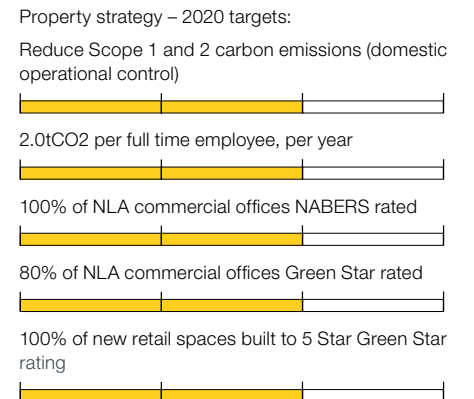 Property strategy – 2020 targets:
Reduce Scope 1 and 2 carbon emissions (domestic
operational control)
2.0tCO2 per full time employee, per year
100% of NLA commercial offices NABERS rated
80% of NLA commercial offices Green Star rated
100% of new retail spaces built to 5 Star Green Star
rating